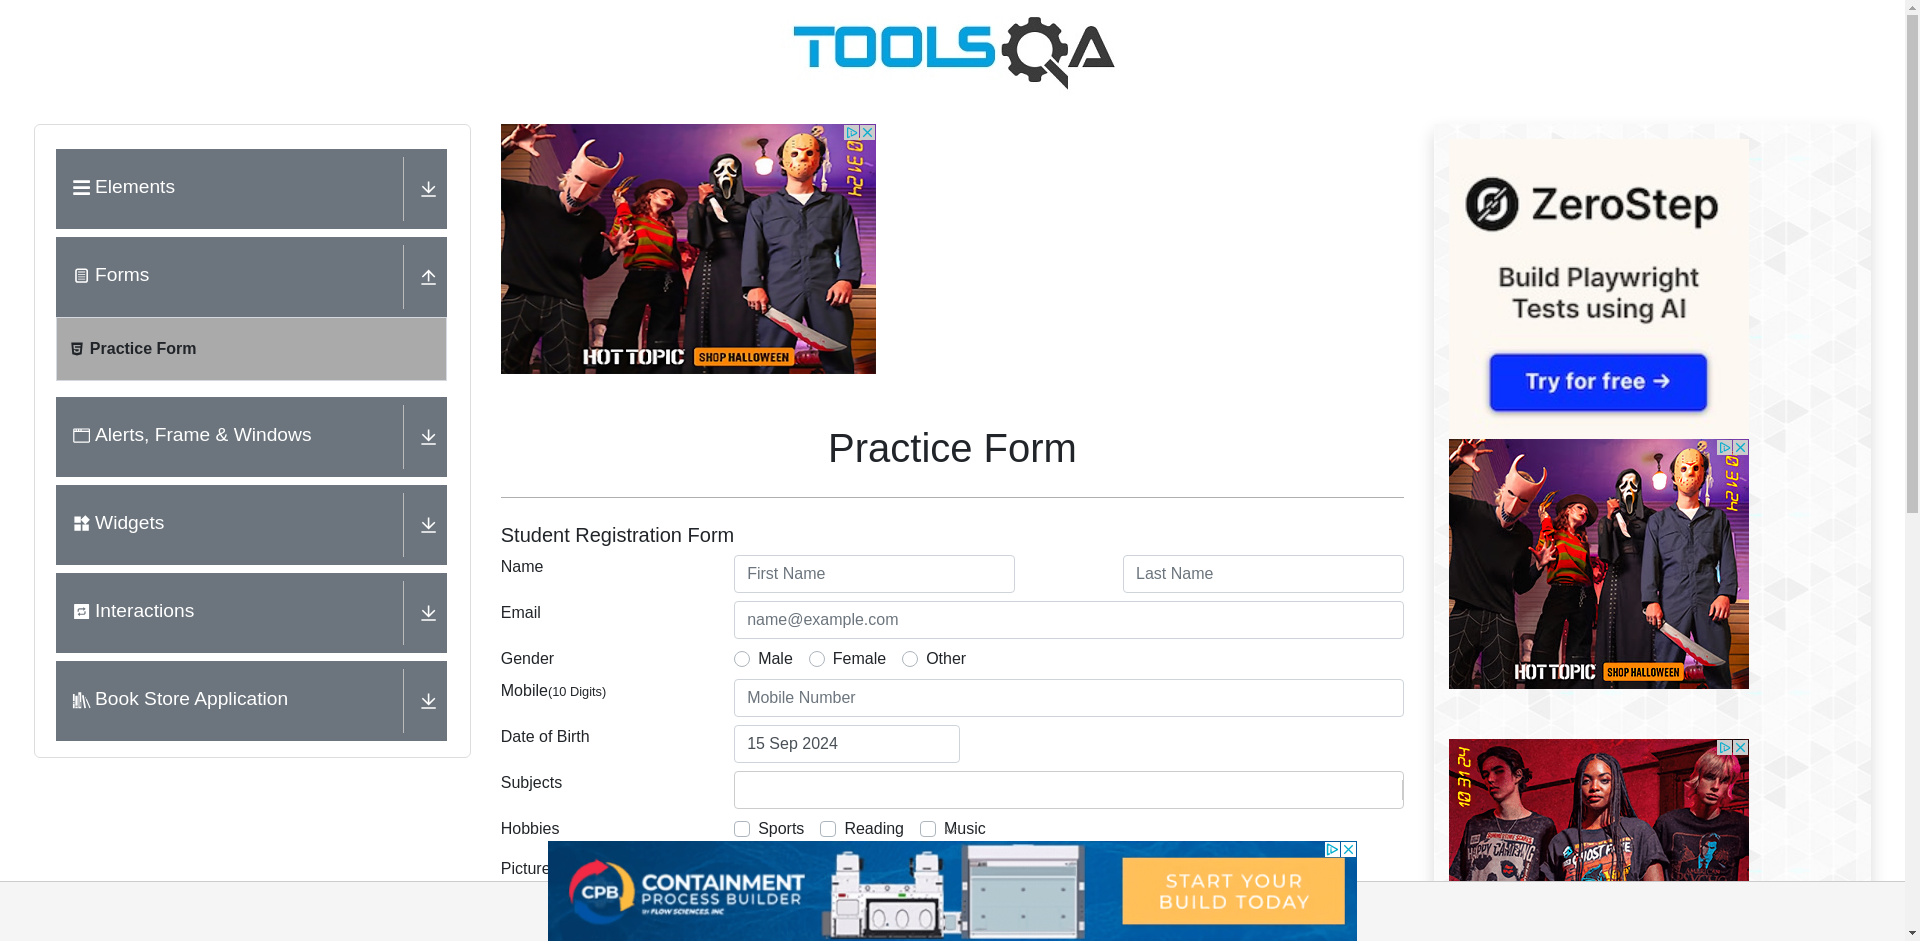 TOOLSQA
Elements
Forms
Practice Form
Alerts, Frame & Windows
Widgets
Interactions
Book Store Application
10 31 24
HOT TOPIC SHOP HALLOWEEN
Practice Form
Student Registration Form
Name First Name Last Name
Email name@example.com
Gender Male Female Other
Mobile(10 Digits) Mobile Number
Date of Birth 15 Sep 2024
Subjects
Hobbies Sports Reading Music
Picture
ZeroStep
Build Playwright
Tests using AI
Try for free →
10 31 24
HOT TOPIC SHOP HALLOWEEN
10 31 24
CPB CONTAINMENT
PROCESS BUILDER
BY FLOW SCIENCES, INC
START YOUR
BUILD TODAY